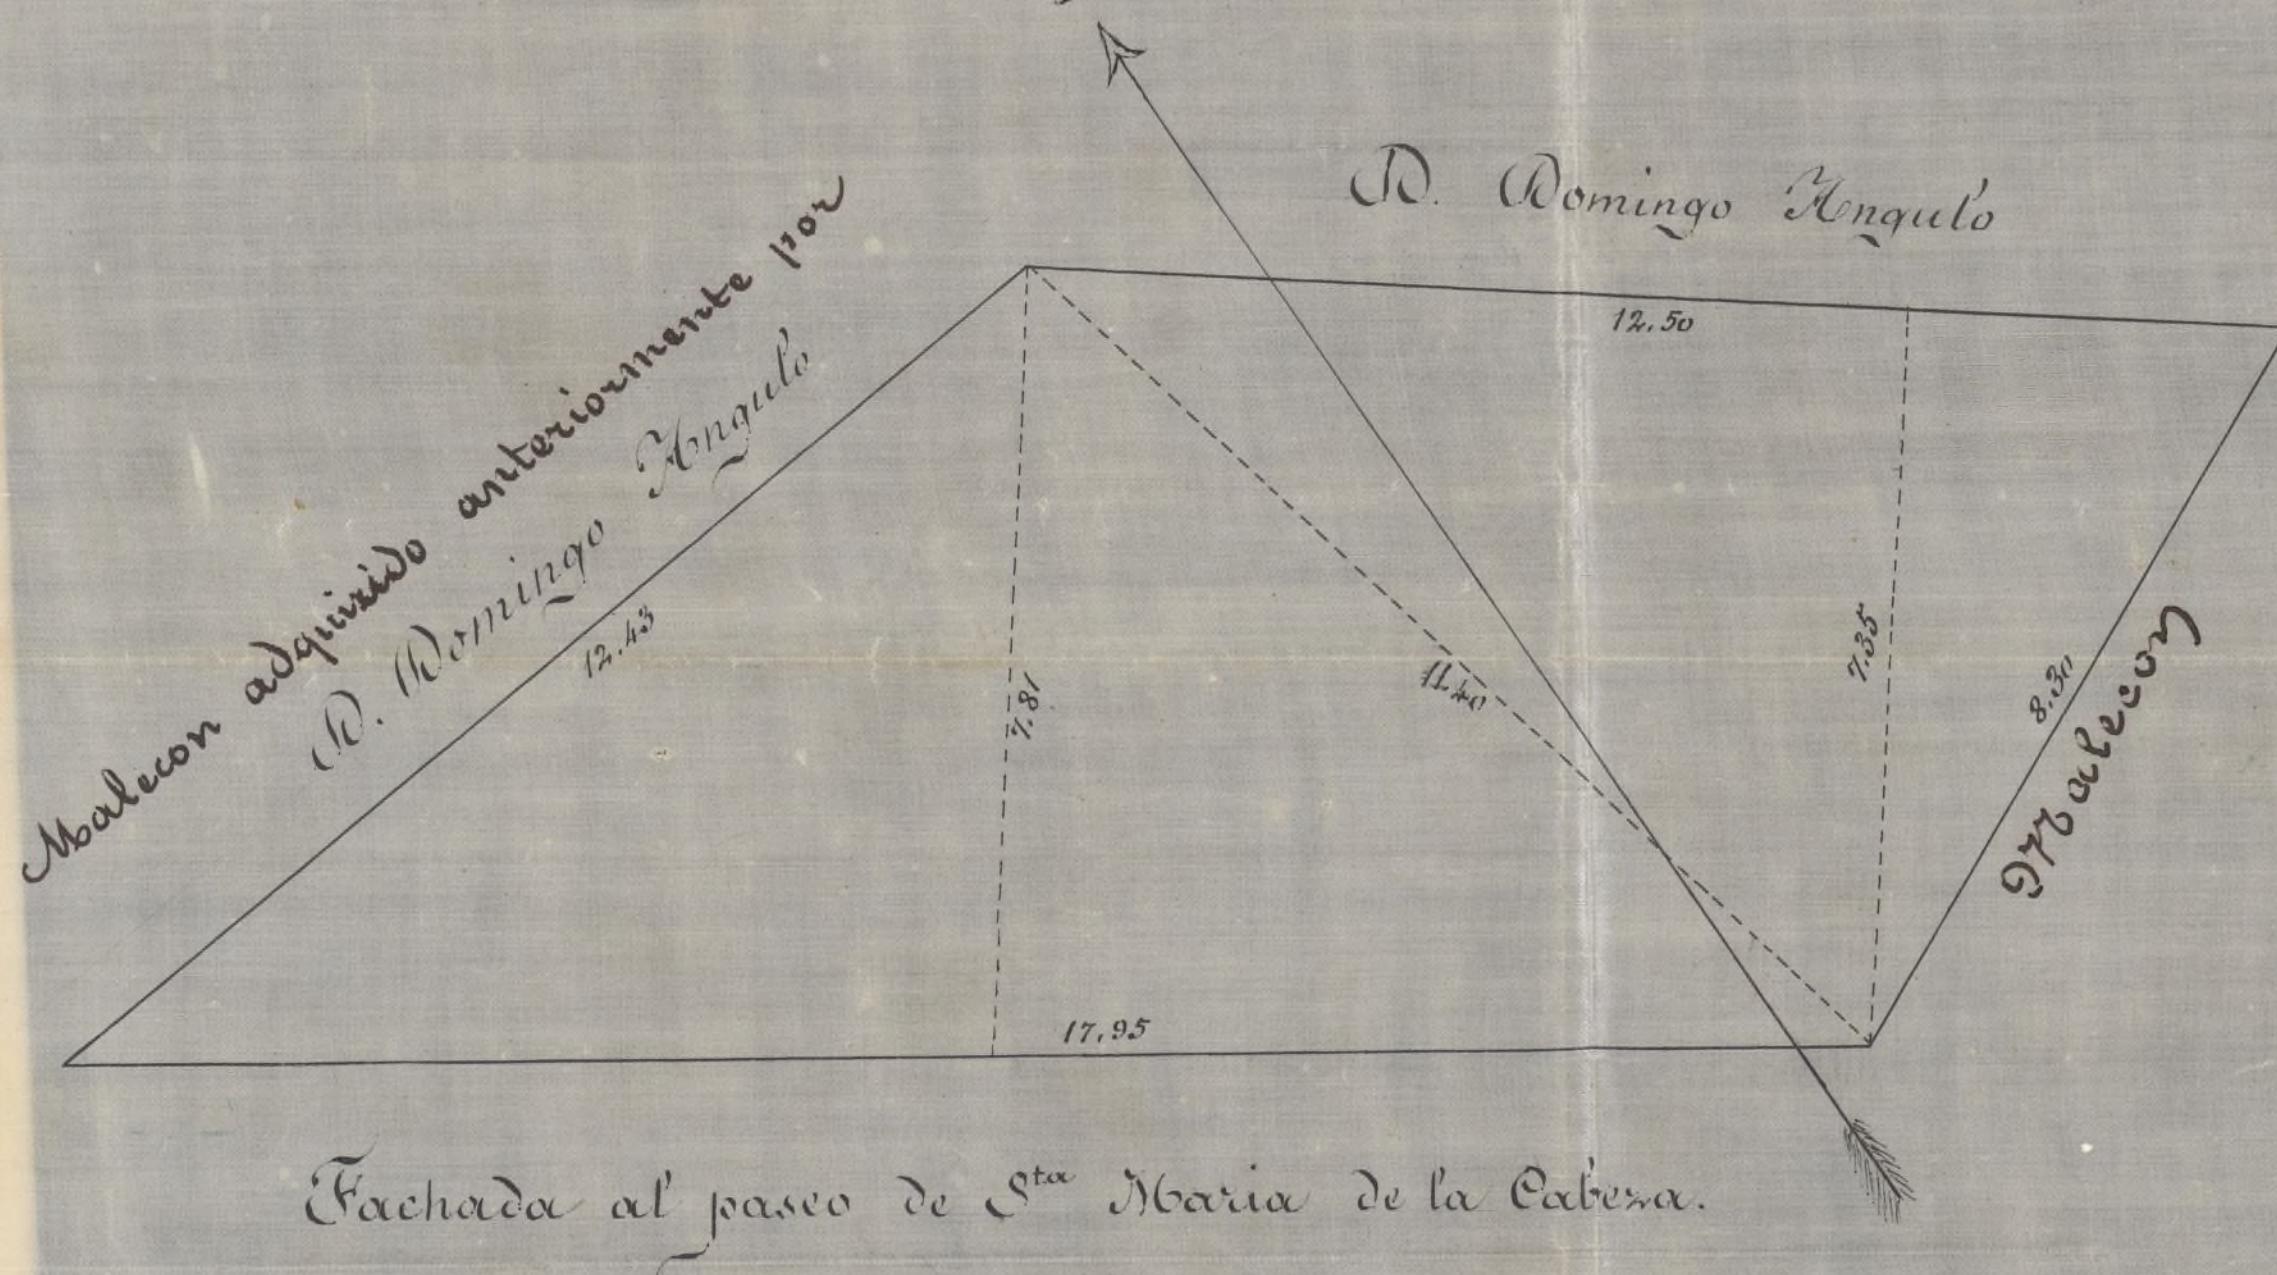 D. Domingo Angulo
Malecon adquirido anteriormente por
D. Domingo Angulo
12.50
12.43
7.81
11.40
7.35
8.30
Malecon
17,95
Fachada al paseo de Sta Maria de la Cabeza.